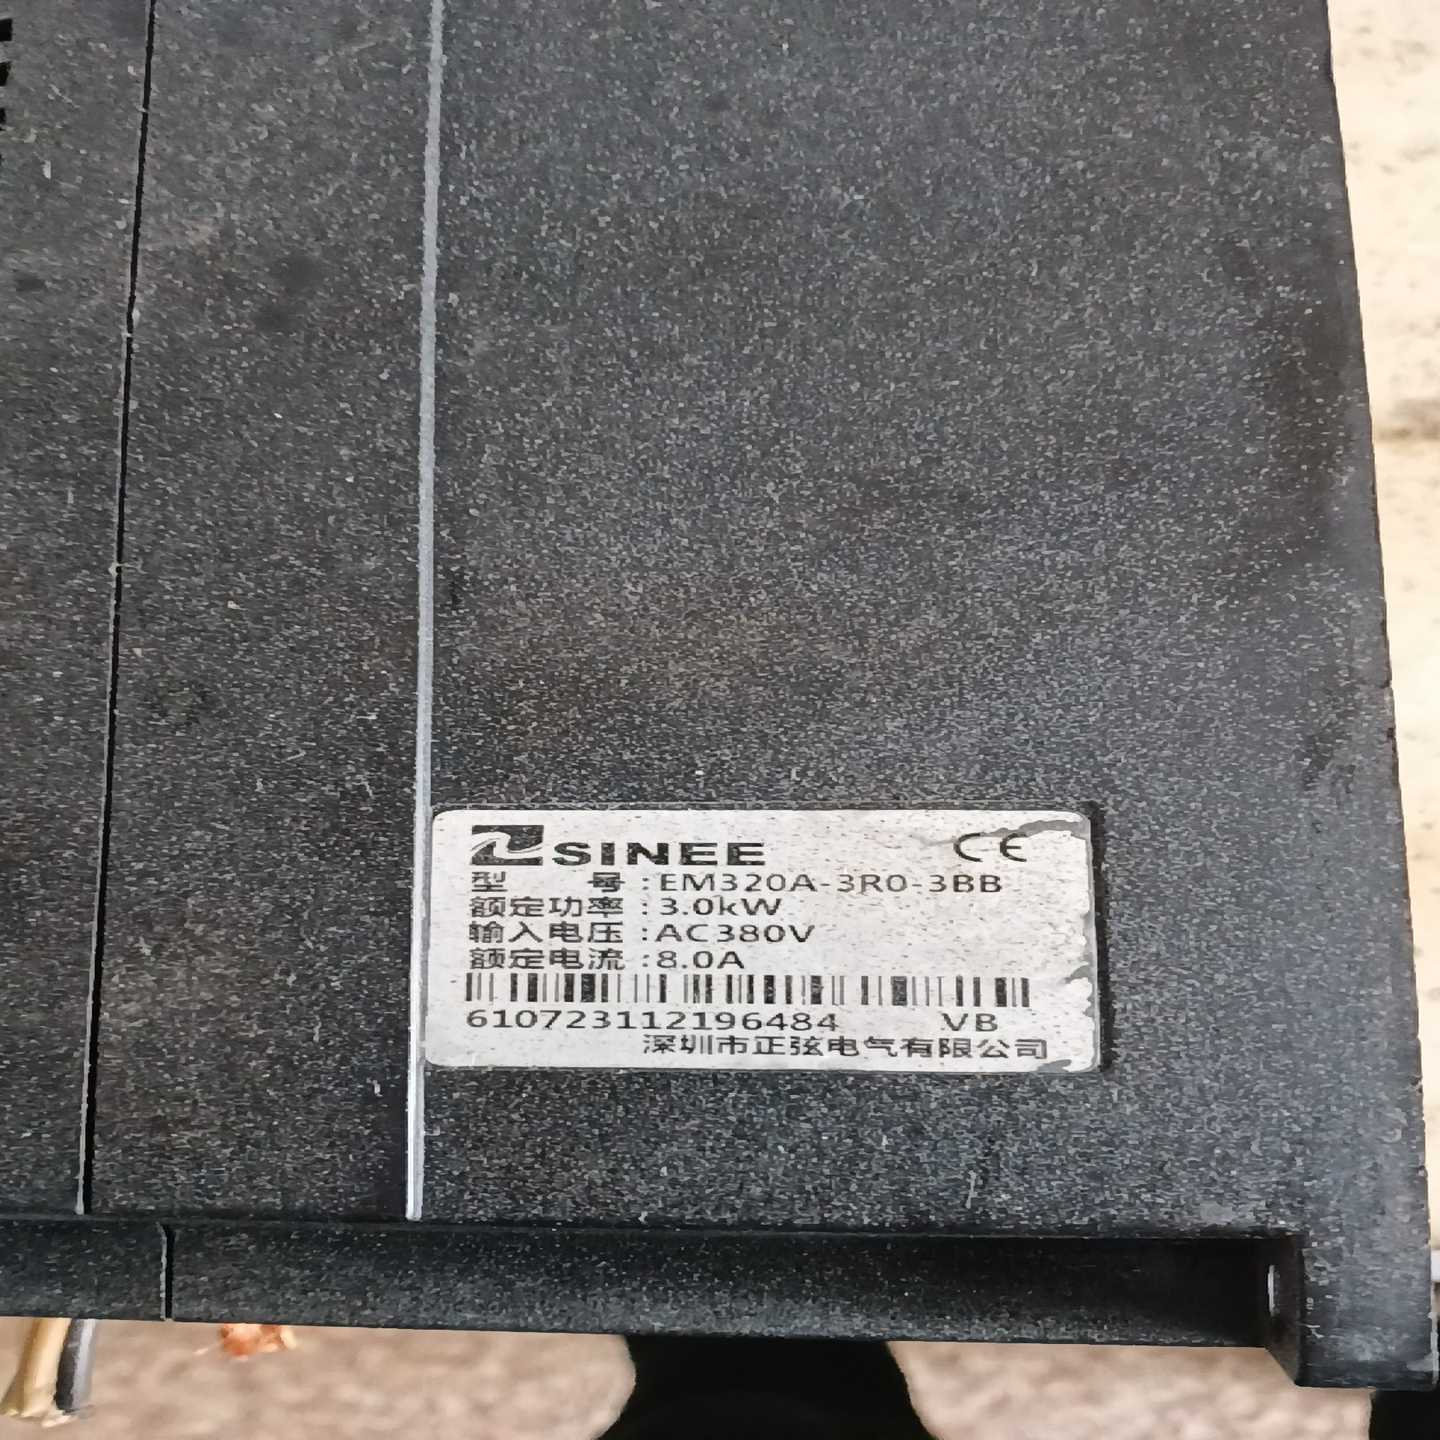 SINEE CE
型 号:EM320A-3R0-3BB
额定功率:3.0kW
输入电压:AC380V
额定电流:8.0A
610723112196484 VB
深圳市正弦电气有限公司